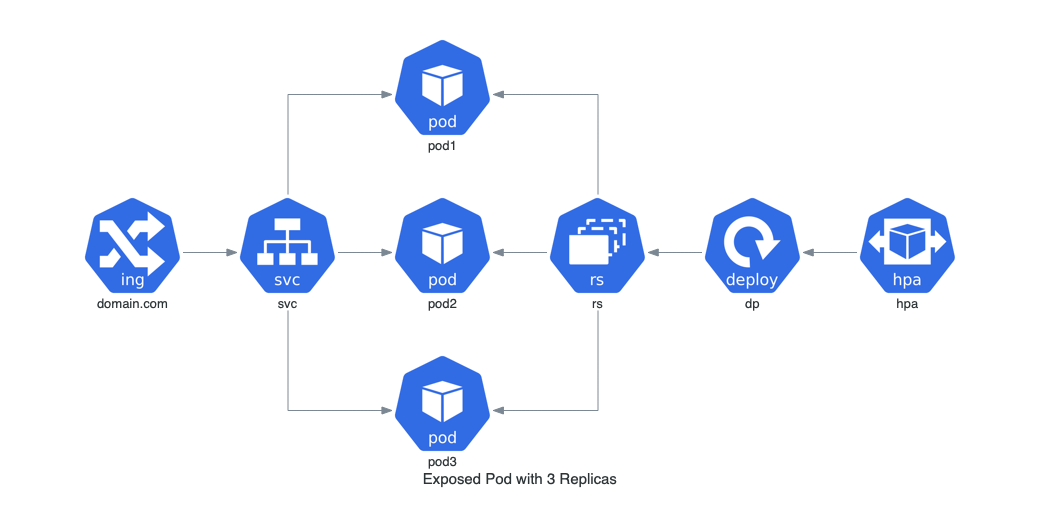 pod
pod1
ing
domain.com
svc
svc
pod
pod2
rs
rs
deploy
dp
hpa
hpa
pod
pod3
Exposed Pod with 3 Replicas